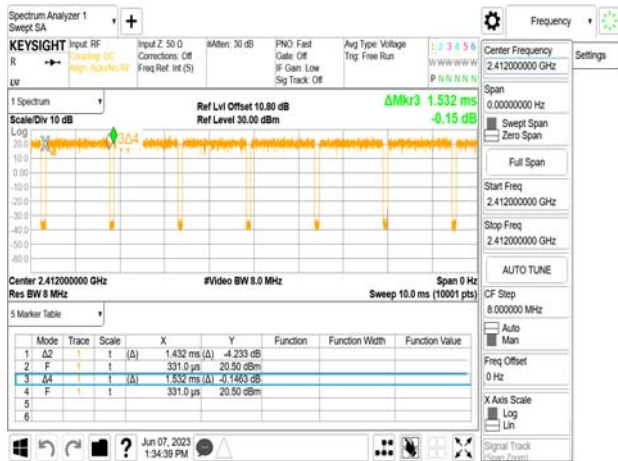 Spectrum Analyzer 1
Swept SA
KEYSIGHT
R
Input: RF
Coupling: DC
Align: Auto/No RF
Input Z: 50 Ω
Corrections: Off
Freq Ref: Int (S)
#Atten: 30 dB
PNO: Fast
Gate: Off
IF Gain: Low
Sig Track: Off
Avg Type: Voltage
Trig: Free Run
1 2 3 4 5 6
W W W W W W
P N N N N N
1 Spectrum
Scale/Div 10 dB
Ref Lvl Offset 10.80 dB
Ref Level 30.00 dBm
ΔMkr3 1.532 ms
-0.15 dB
Log
20.0
10.0
0.00
-10.0
-20.0
-30.0
-40.0
-50.0
-60.0
3Δ4
Center 2.412000000 GHz
Res BW 8 MHz
#Video BW 8.0 MHz
Span 0 Hz
Sweep 10.0 ms (10001 pts)
5 Marker Table
Mode Trace Scale X Y Function Function Width Function Value
1 Δ2 1 t (Δ) 1.432 ms (Δ) -4.233 dB
2 F 1 t 331.0 µs 20.50 dBm
3 Δ4 1 t (Δ) 1.532 ms (Δ) -0.1463 dB
4 F 1 t 331.0 µs 20.50 dBm
5
6
?
Jun 07, 2023
1:34:39 PM
Frequency
Settings
Center Frequency
2.412000000 GHz
Span
0.00000000 Hz
Swept Span
Zero Span
Full Span
Start Freq
2.412000000 GHz
Stop Freq
2.412000000 GHz
AUTO TUNE
CF Step
8.000000 MHz
Auto
Man
Freq Offset
0 Hz
X Axis Scale
Log
Lin
Signal Track
(Span Zoom)